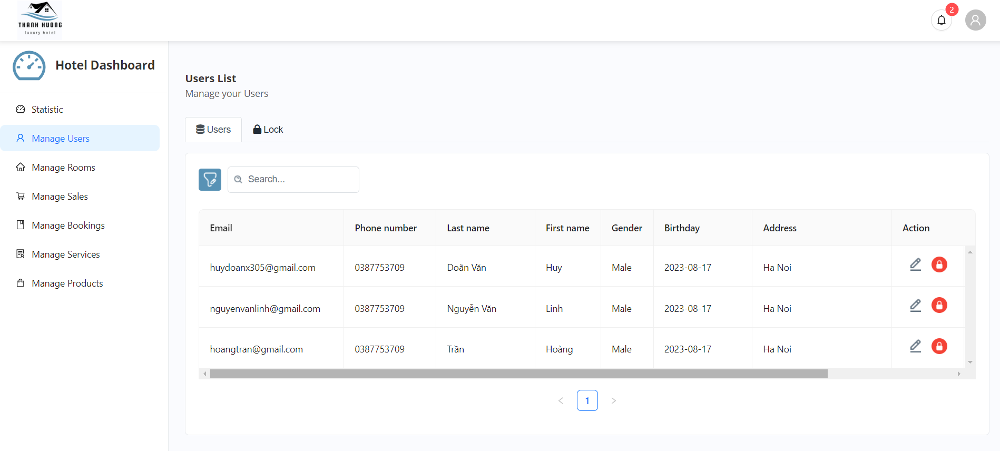 THANH HUONG
luxury hotel
2
Hotel Dashboard
Statistic
Manage Users
Manage Rooms
Manage Sales
Manage Bookings
Manage Services
Manage Products
Users List
Manage your Users
Users Lock
Search...
Email Phone number Last name First name Gender Birthday Address Action
huydoanx305@gmail.com 0387753709 Doãn Văn Huy Male 2023-08-17 Ha Noi
nguyenvanlinh@gmail.com 0387753709 Nguyễn Văn Linh Male 2023-08-17 Ha Noi
hoangtran@gmail.com 0387753709 Trần Hoàng Male 2023-08-17 Ha Noi
< 1 >